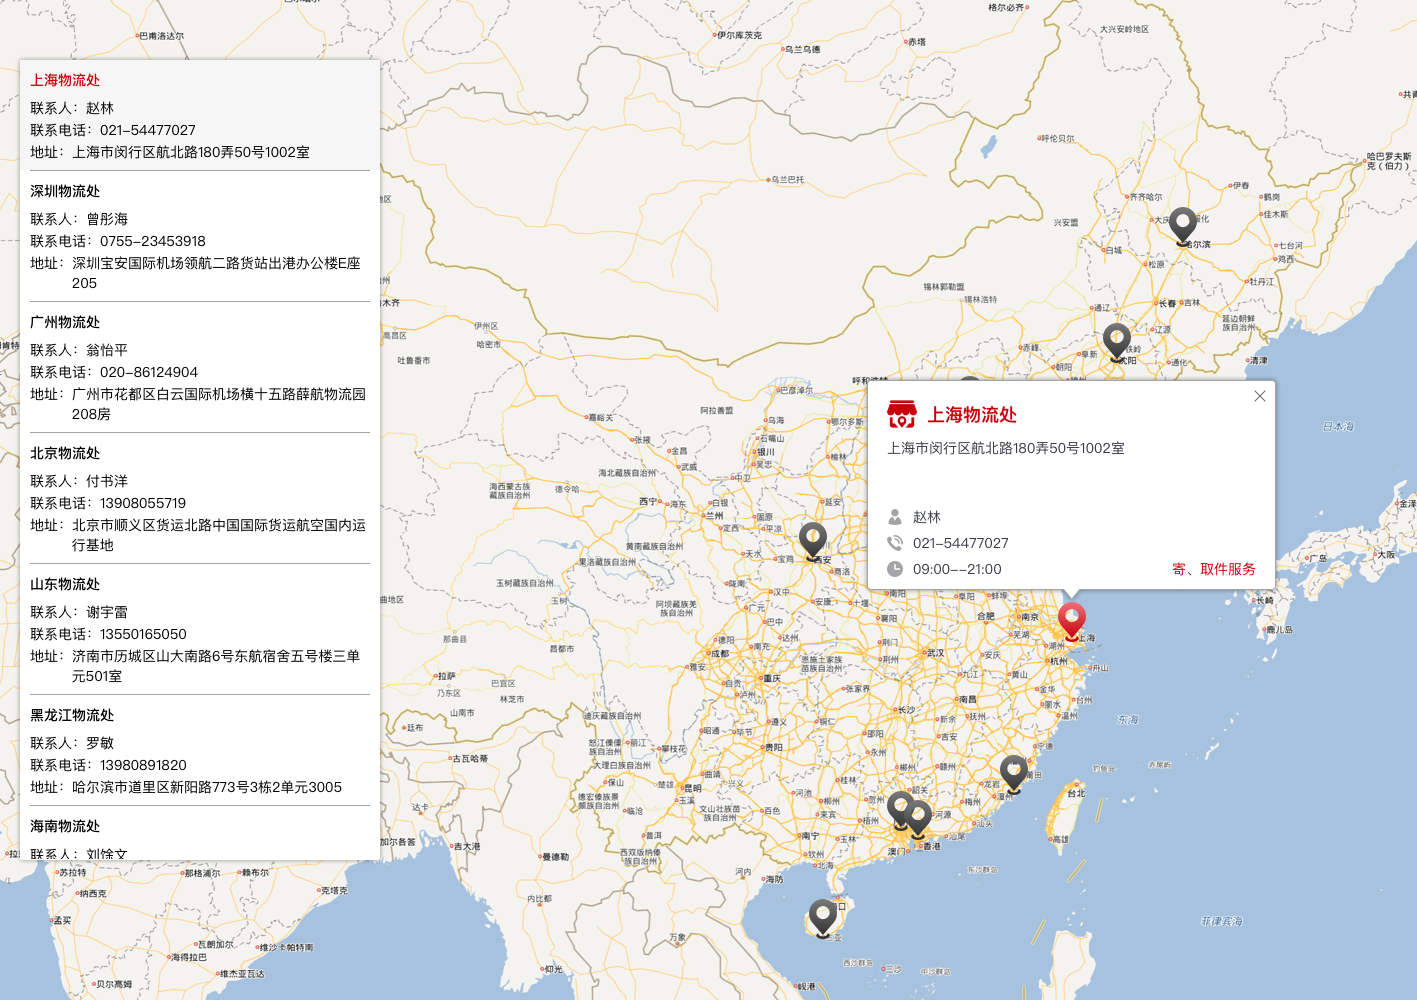 上海物流处
联系人：赵林
联系电话：021-54477027
地址：上海市闵行区航北路180弄50号1002室
深圳物流处
联系人：曾彤海
联系电话：0755-23453918
地址：深圳宝安国际机场领航二路货站出港办公楼E座
205
广州物流处
联系人：翁怡平
联系电话：020-86124904
地址：广州市花都区白云国际机场横十五路薛航物流园
208房
北京物流处
联系人：付书洋
联系电话：13908055719
地址：北京市顺义区货运北路中国国际货运航空国内运
行基地
山东物流处
联系人：谢宇雷
联系电话：13550165050
地址：济南市历城区山大南路6号东航宿舍五号楼三单
元501室
黑龙江物流处
联系人：罗敏
联系电话：13980891820
地址：哈尔滨市道里区新阳路773号3栋2单元3005
海南物流处
联系人：刘馀文
上海物流处
上海市闵行区航北路180弄50号1002室
赵林
021-54477027
09:00--21:00
寄、取件服务
格尔必齐
大兴安岭地区
巴甫洛达尔
伊尔库茨克
乌兰乌德
赤塔
共青
呼伦贝尔
哈巴罗夫斯
克（伯力）
乌兰巴托
齐齐哈尔
伊春
鹤岗
佳木斯
大庆
绥化
兴安盟
哈尔滨
七台河
鸡西
白城
松原
牡丹江
锡林郭勒盟
锡林浩特
通辽
长春
吉林
延边朝鲜
族自治州
辽源
伊州区
哈密市
高昌区
吐鲁番市
赤峰
阜新
铁岭
沈阳
朝阳
通化
清津
呼和浩特
巴彦淖尔
阿拉善盟
乌海
鄂尔多斯
日本海
嘉峪关
张掖
金昌
武威
石嘴山
银川
吴忠
榆林
中卫
海北藏族自治州
海西蒙古族
藏族自治州
德令哈
西宁
海东
白银
兰州
定西
固原
平凉
延安
金泽
大阪
广岛
长崎
鹿儿岛
黄南藏族自治州
果洛藏族自治州
天水
宝鸡
西安
商洛
玉树藏族自治州
玉树
陇南
汉中
安康
十堰
南阳
阜阳
蚌埠
阿坝藏族羌
族自治州
广元
巴中
襄阳
合肥
南京
上海
那曲县
昌都市
德阳
南充
达州
成都
雅安
恩施土家族
苗族自治州
荆门
荆州
武汉
安庆
芜湖
湖州
杭州
舟山
拉萨
乃东区
山南市
巴宜区
林芝市
自贡
泸州
重庆
张家界
九江
黄山
金华
丽水
台州
温州
南昌
长沙
新余
抚州
东海
廷布
迪庆藏族自治州
怒江傈僳
族自治州
丽江
攀枝花
大理白族自治州
昭通
毕节
遵义
铜仁
贵阳
邵阳
吉安
宁德
古瓦哈蒂
永州
郴州
赣州
龙岩
莆田
漳州
钓鱼岛
赤尾屿
保山
楚雄
昆明
曲靖
兴义
玉溪
德宏傣族景
颇族自治州
临沧
文山壮族苗
族自治州
百色
河池
桂林
柳州
贺州
韶关
来宾
梧州
河源
梅州
汕头
汕尾
台北
高雄
达卡
吉大港
普洱
西双版纳傣
族自治州
南宁
玉林
钦州
北海
澳门
香港
东沙群岛
曼德勒
河内
海防
内比都
万象
三亚
仰光
岘港
西沙群岛
三沙
中沙群岛
菲律宾海
苏拉特
纳西克
那格浦尔
赖布尔
克塔克
孟买
瓦朗加尔
海得拉巴
维沙卡帕特南
维杰亚瓦达
贝尔高姆
加尔各答